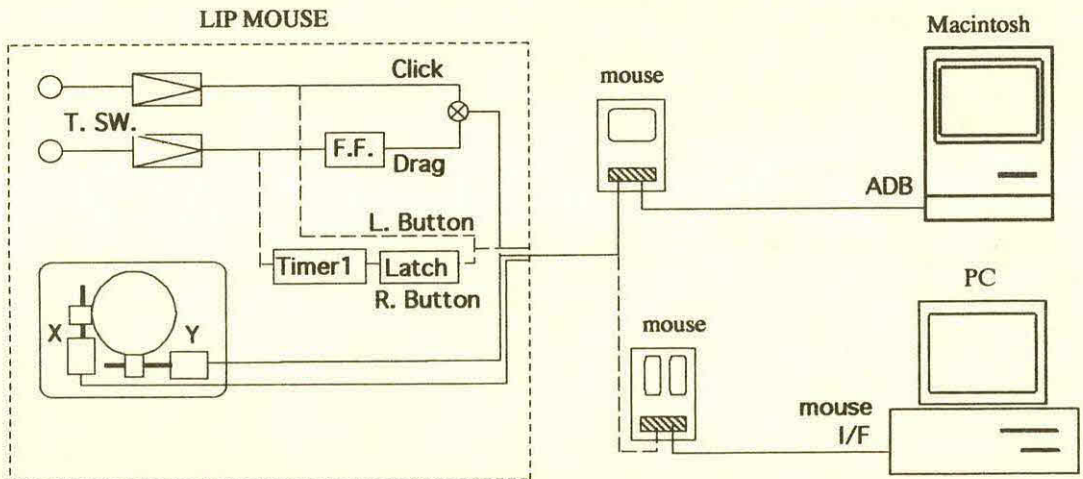 LIP MOUSE
Macintosh
Click
mouse
T. SW.
F.F.
Drag
ADB
L. Button
Timer1
Latch
R. Button
PC
X
Y
mouse
mouse
I/F